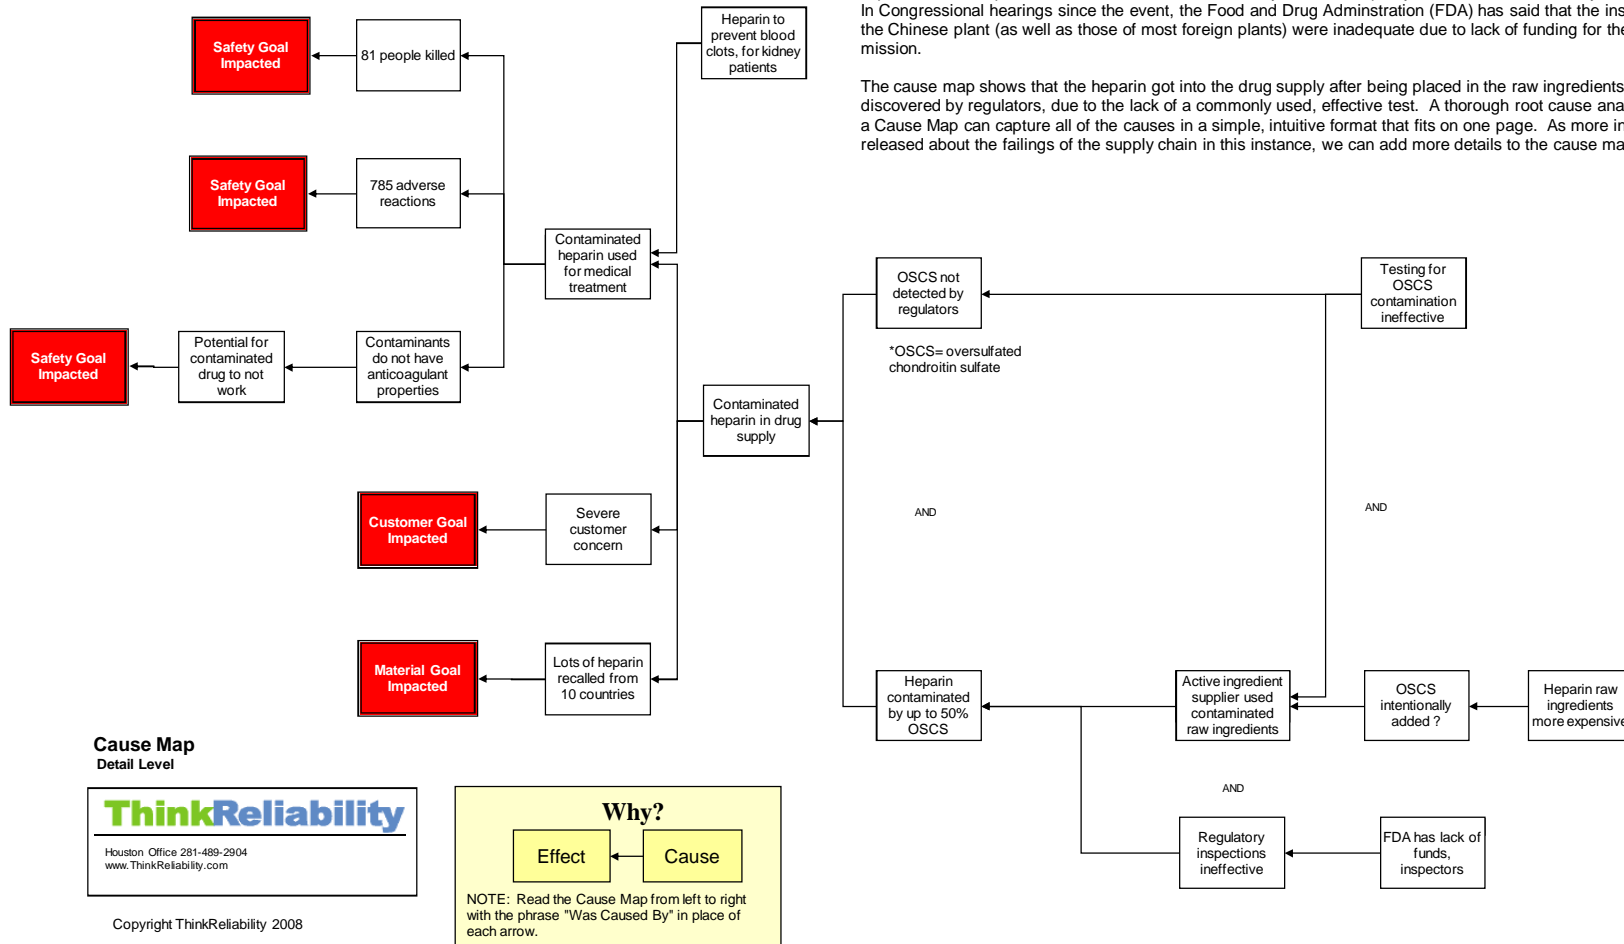 In Congressional hearings since the event, the Food and Drug Adminstration (FDA) has said that the ins
the Chinese plant (as well as those of most foreign plants) were inadequate due to lack of funding for the
mission.
The cause map shows that the heparin got into the drug supply after being placed in the raw ingredients
discovered by regulators, due to the lack of a commonly used, effective test. A thorough root cause ana
a Cause Map can capture all of the causes in a simple, intuitive format that fits on one page. As more in
released about the failings of the supply chain in this instance, we can add more details to the cause ma
Safety Goal
Impacted
81 people killed
Heparin to
prevent blood
clots, for kidney
patients
Safety Goal
Impacted
785 adverse
reactions
Contaminated
heparin used
for medical
treatment
OSCS not
detected by
regulators
Testing for
OSCS
contamination
ineffective
*OSCS= oversulfated
chondroitin sulfate
Safety Goal
Impacted
Potential for
contaminated
drug to not
work
Contaminants
do not have
anticoagulant
properties
Contaminated
heparin in drug
supply
AND
AND
Customer Goal
Impacted
Severe
customer
concern
Material Goal
Impacted
Lots of heparin
recalled from
10 countries
Heparin
contaminated
by up to 50%
OSCS
Active ingredient
supplier used
contaminated
raw ingredients
OSCS
intentionally
added ?
Heparin raw
ingredients
more expensive
AND
Regulatory
inspections
ineffective
FDA has lack of
funds,
inspectors
Cause Map
Detail Level
ThinkReliability
Houston Office 281-489-2904
www.ThinkReliability.com
Copyright ThinkReliability 2008
Why?
Effect
Cause
NOTE: Read the Cause Map from left to right
with the phrase "Was Caused By" in place of
each arrow.